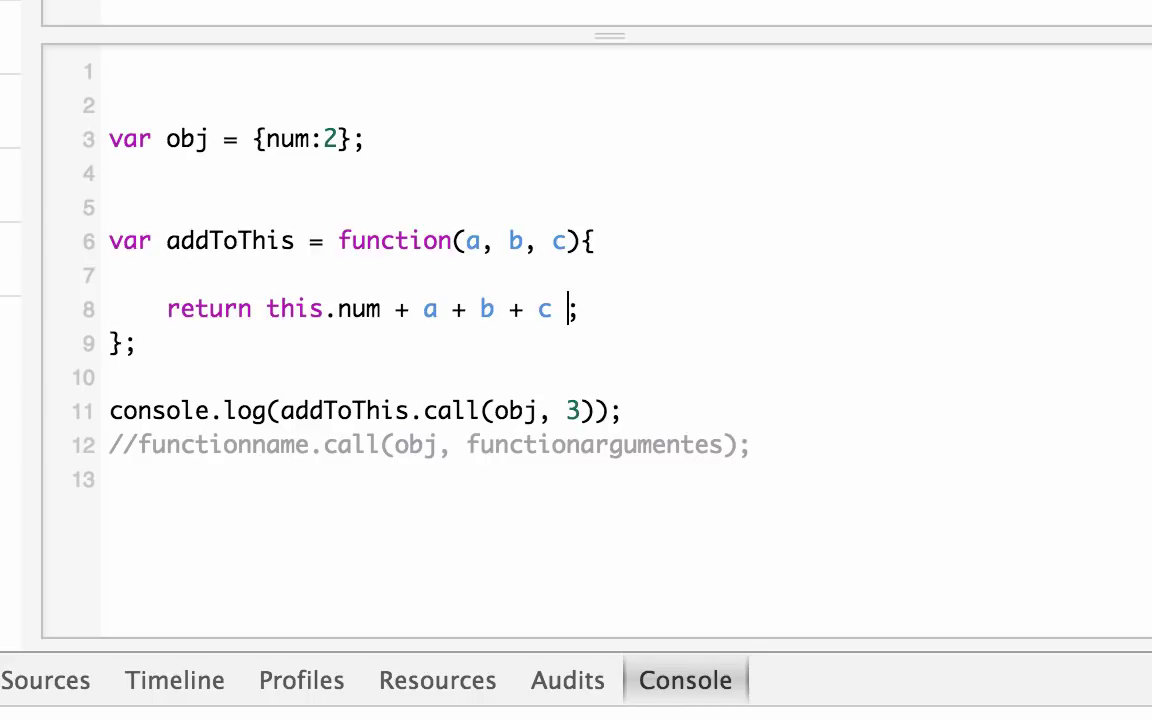 1
2
3 var obj = {num:2};
4
5
6 var addToThis = function(a, b, c){
7
8     return this.num + a + b + c ;
9 };
10
11 console.log(addToThis.call(obj, 3));
12 //functionname.call(obj, functionargumentes);
13
Sources Timeline Profiles Resources Audits Console